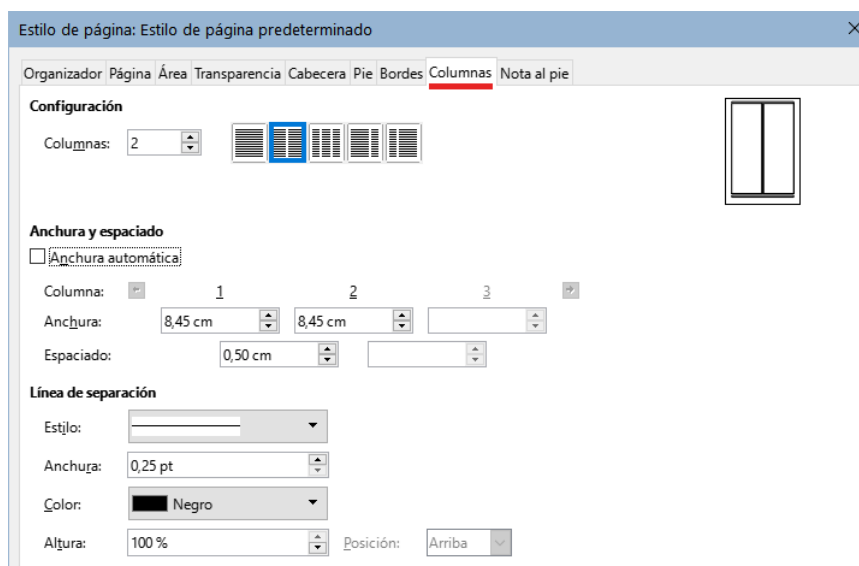 Estilo de página: Estilo de página predeterminado
Organizador Página Área Transparencia Cabecera Pie Bordes Columnas Nota al pie
Configuración
Columnas: 2
Anchura y espaciado
Anchura automática
Columna: 1 2 3
Anchura: 8,45 cm 8,45 cm
Espaciado: 0,50 cm
Línea de separación
Estilo:
Anchura: 0,25 pt
Color: Negro
Altura: 100 % Posición: Arriba